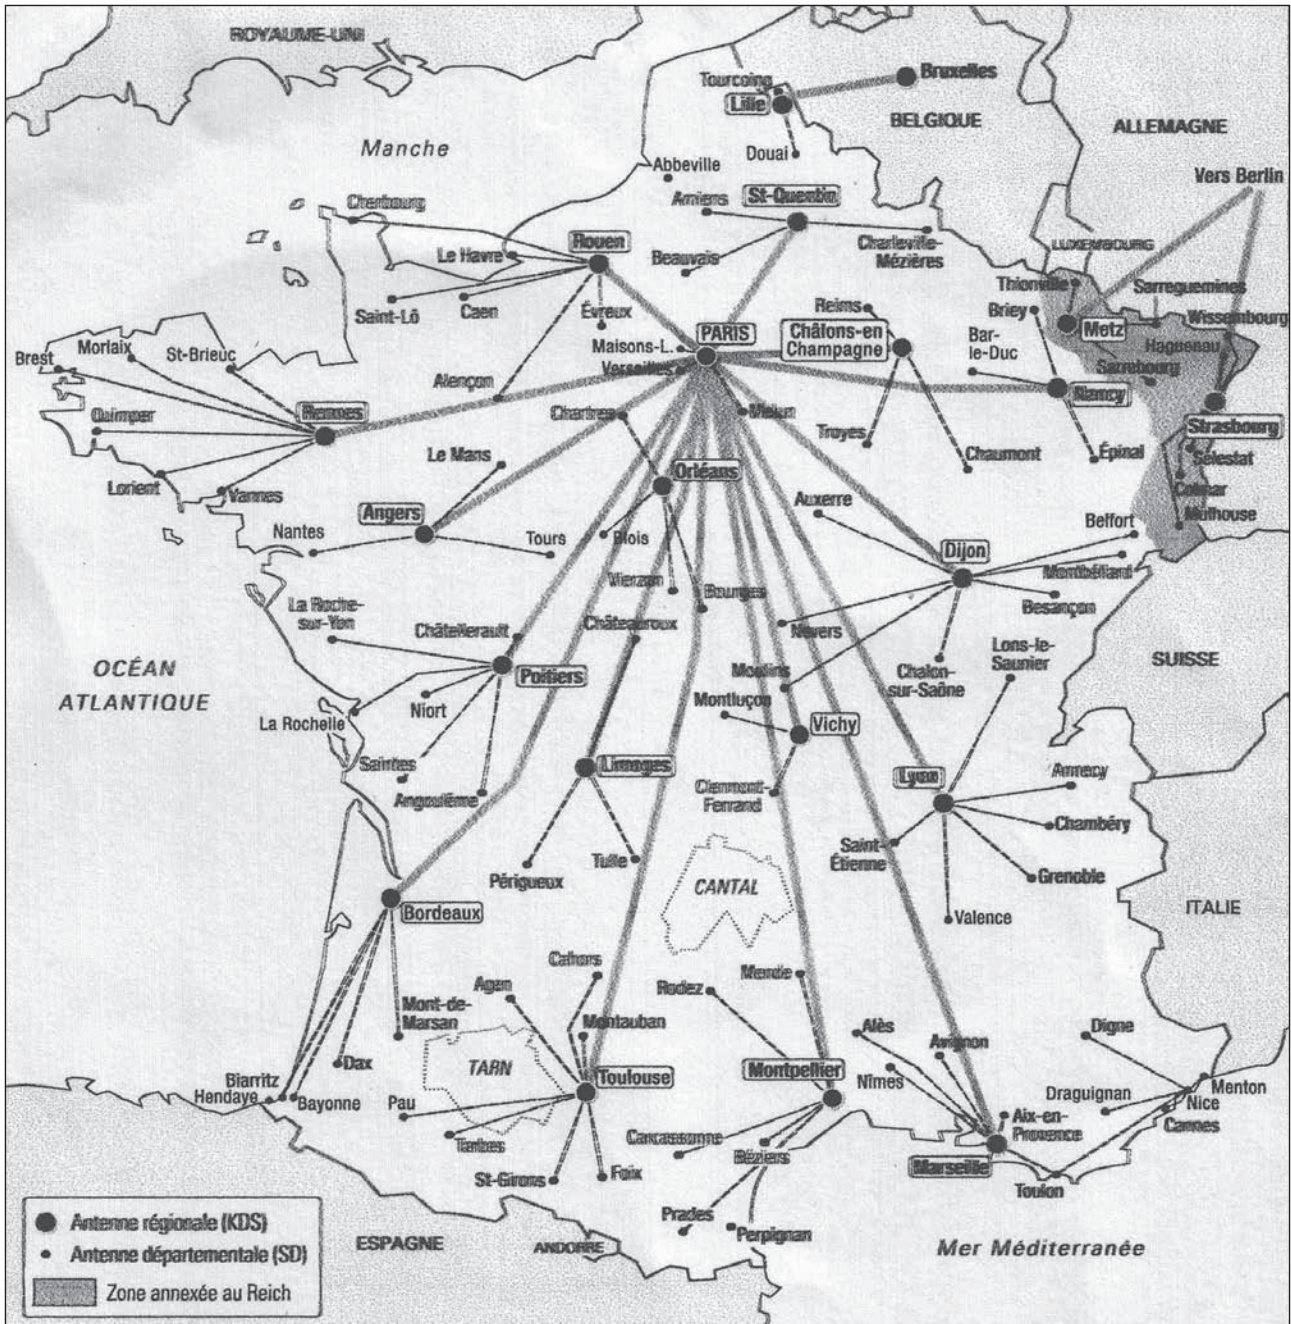 ROYAUME-UNI
Bruxelles
Tourcoing
Lille
BELGIQUE
ALLEMAGNE
Manche
Douai
Abbeville
Vers Berlin
St-Quentin
Amiens
Cherbourg
Rouen
Charleville-
Mézières
LUXEMBOURG
Le Havre
Beauvais
Thionville
Sarreguemines
Saint-Lô
Caen
Évreux
Reims
Briey
Wissembourg
PARIS
Châlons-en
Champagne
Metz
Bar-
le-Duc
Haguenau
Maisons-L.
Versailles
Sarrebourg
Brest
Morlaix
St-Brieuc
Alençon
Nancy
Quimper
Rennes
Chartres
Melun
Troyes
Strasbourg
Le Mans
Chaumont
Épinal
Sélestat
Orléans
Lorient
Vannes
Colmar
Angers
Auxerre
Mulhouse
Nantes
Tours
Blois
Belfort
Dijon
Montbéliard
Vierzon
Bourges
Besançon
La Roche-
sur-Yon
Châtellerault
Châteauroux
Nevers
Lons-le-
Saunier
OCÉAN
ATLANTIQUE
Poitiers
Moulins
Chalon-
sur-Saône
SUISSE
Montluçon
La Rochelle
Niort
Vichy
Saintes
Limoges
Lyon
Annecy
Angoulême
Clermont-
Ferrand
Chambéry
Saint-
Étienne
Périgueux
Tulle
CANTAL
Grenoble
Bordeaux
Valence
ITALIE
Cahors
Agen
Rodez
Mende
Mont-de-
Marsan
Montauban
Alès
Avignon
Digne
Dax
TARN
Toulouse
Montpellier
Nîmes
Biarritz
Hendaye
Bayonne
Pau
Draguignan
Menton
Nice
Cannes
Aix-en-
Provence
Tarbes
Carcassonne
Béziers
Marseille
St-Girons
Foix
Toulon
Prades
Perpignan
Antenne régionale (KDS)
Antenne départementale (SD)
Zone annexée au Reich
ESPAGNE
ANDORRE
Mer Méditerranée